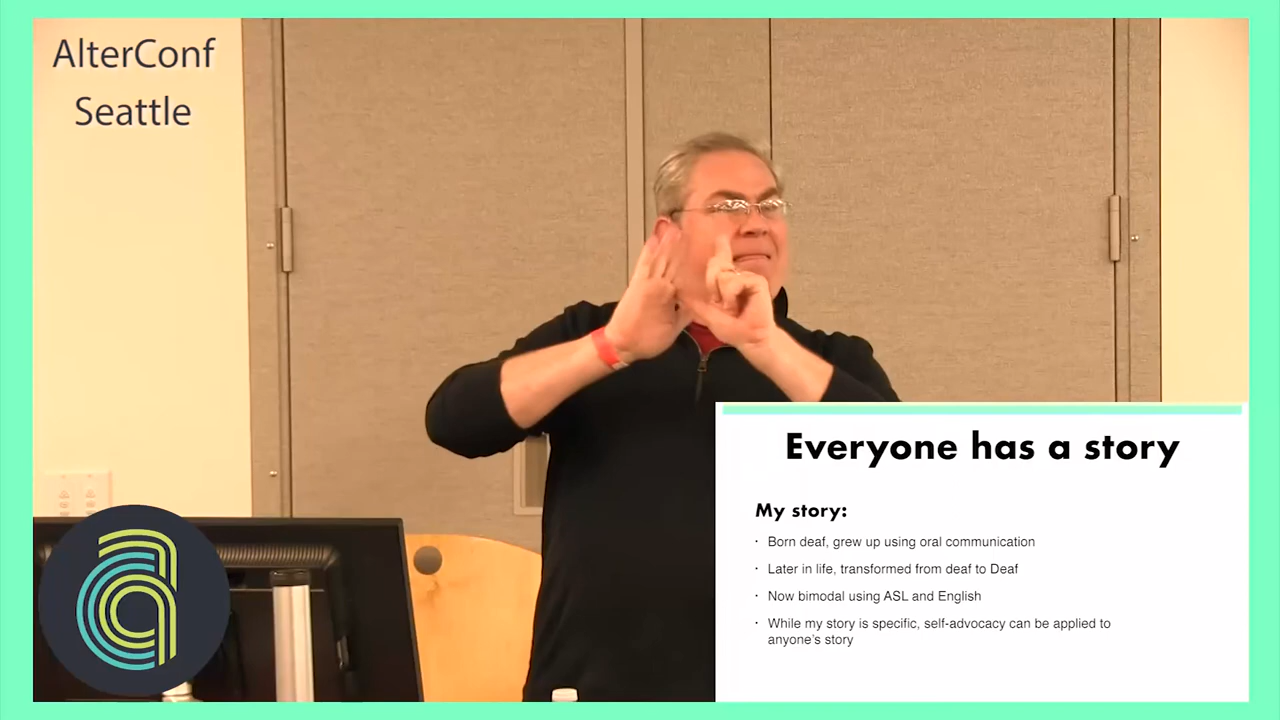 AlterConf
Seattle
Everyone has a story
My story:
· Born deaf, grew up using oral communication
· Later in life, transformed from deaf to Deaf
· Now bimodal using ASL and English
· While my story is specific, self-advocacy can be applied to
anyone's story